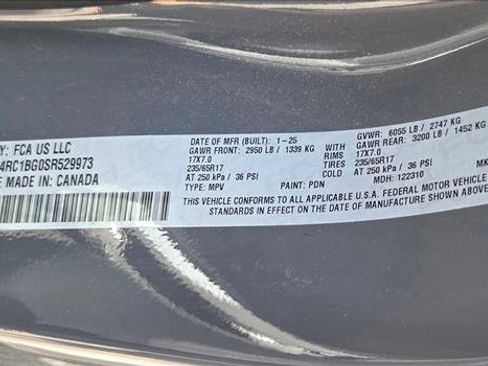 Y: FCA US LLC
4RC1BG0SR529973
E MADE IN: CANADA
DATE OF MFR (BUILT): 1-25
GAWR FRONT: 2950 LB / 1339 KG
17X7.0
235/65R17
AT 250 kPa / 36 PSI
TYPE: MPV PAINT: PDN
GVWR: 6055 LB / 2747 KG
WITH GAWR REAR: 3200 LB / 1452 KG
RIMS 17X7.0
TIRES 235/65R17
AT 250 kPa / 36 PSI MK
MDH: 122310
THIS VEHICLE CONFORMS TO ALL APPLICABLE U.S.A. FEDERAL MOTOR VEHICLE
STANDARDS IN EFFECT ON THE DATE OF MANUFACTURE SHOWN ABOVE